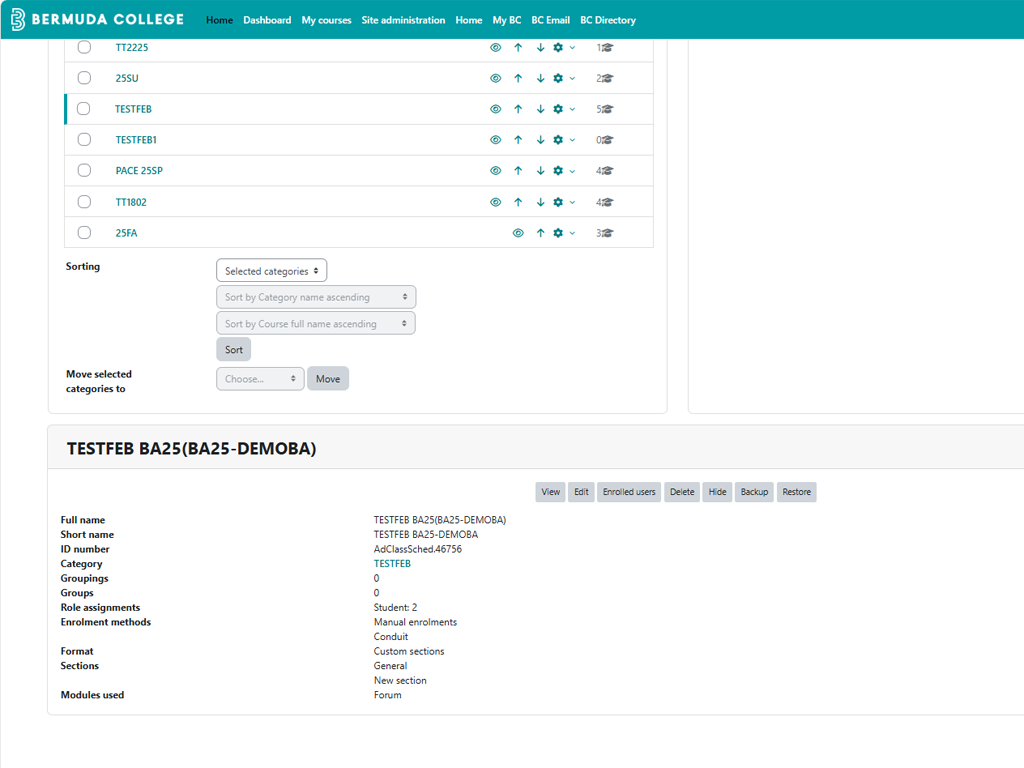 BERMUDA COLLEGE Home Dashboard My courses Site administration Home My BC BC Email BC Directory
TT2225 1
25SU 2
TESTFEB 5
TESTFEB1 0
PACE 25SP 4
TT1802 4
25FA 3
Sorting Selected categories
Sort by Category name ascending
Sort by Course full name ascending
Sort
Move selected categories to Choose... Move
TESTFEB BA25(BA25-DEMOBA)
View Edit Enrolled users Delete Hide Backup Restore
Full name TESTFEB BA25(BA25-DEMOBA)
Short name TESTFEB BA25-DEMOBA
ID number AdClassSched.46756
Category TESTFEB
Groupings 0
Groups 0
Role assignments Student: 2
Enrolment methods Manual enrolments
Conduit
Format Custom sections
Sections General
New section
Modules used Forum